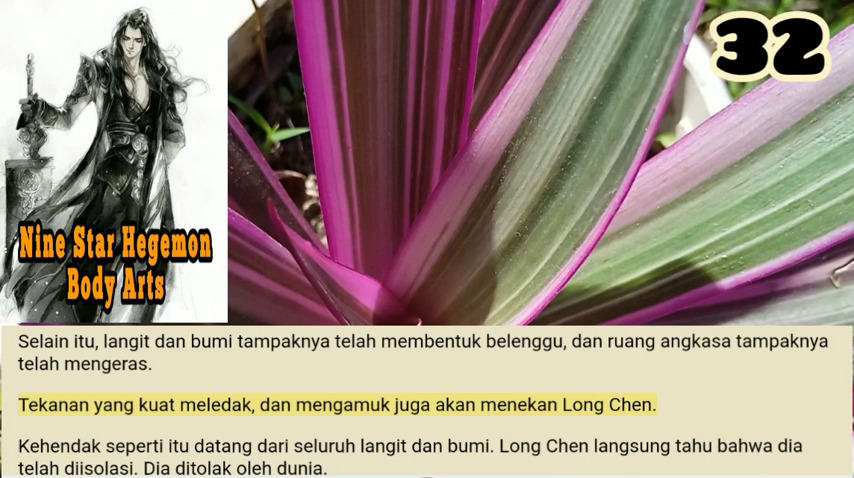 32
Nine Star Hegemon
Body Arts
Selain itu, langit dan bumi tampaknya telah membentuk belenggu, dan ruang angkasa tampaknya
telah mengeras.
Tekanan yang kuat meledak, dan mengamuk juga akan menekan Long Chen.
Kehendak seperti itu datang dari seluruh langit dan bumi. Long Chen langsung tahu bahwa dia
telah diisolasi. Dia ditolak oleh dunia.